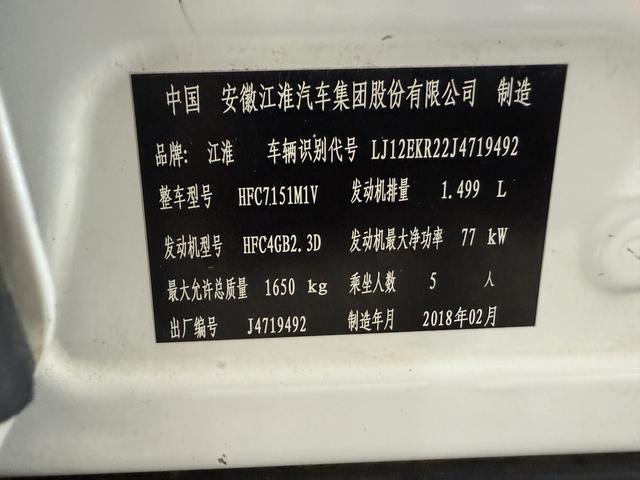 中国 安徽江淮汽车集团股份有限公司 制造
品牌: 江淮 车辆识别代号 LJ12EKR22J4719492
整车型号 HFC7151M1V 发动机排量 1.499 L
发动机型号 HFC4GB2.3D 发动机最大净功率 77 kW
最大允许总质量 1650 kg 乘坐人数 5 人
出厂编号 J4719492 制造年月 2018年02月